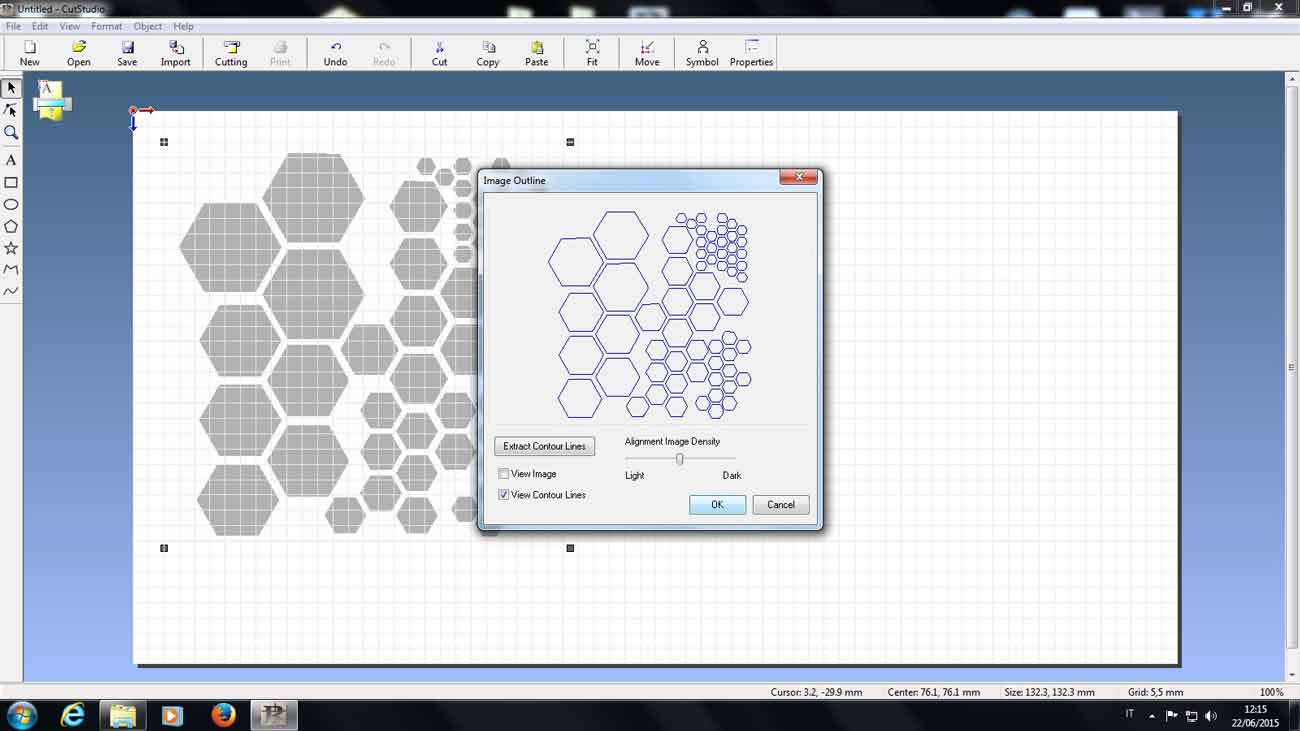 Untitled - CutStudio
File Edit View Format Object Help
New Open Save Import Cutting Print Undo Redo Cut Copy Paste Fit Move Symbol Properties
A
A
Image Outline
Extract Contour Lines
Alignment Image Density
Light Dark
View Image
View Contour Lines
OK Cancel
Cursor: 3.2, -29.9 mm Center: 76.1, 76.1 mm Size: 132.3, 132.3 mm Grid: 5,5 mm 100%
IT
12:15
22/06/2015